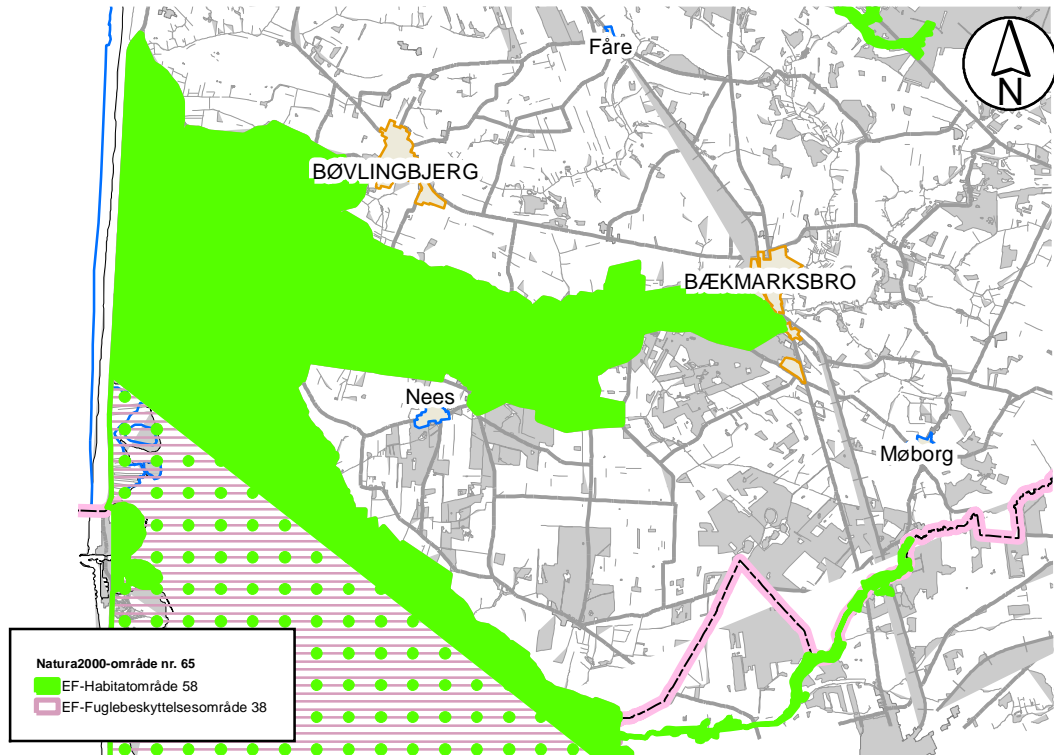 Fåre
N
BØVLINGBJERG
BÆKMARKSBRO
Nees
Møborg
Natura2000-område nr. 65
EF-Habitatområde 58
EF-Fuglebeskyttelsesområde 38